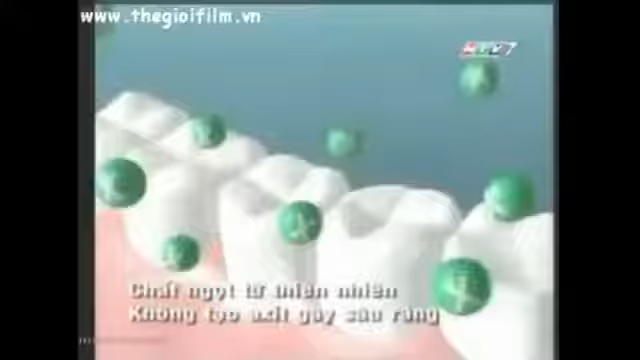 www.thegioifilm.vn
HTV7
Chất ngọt từ thiên nhiên
Không tạo axit gây sâu răng